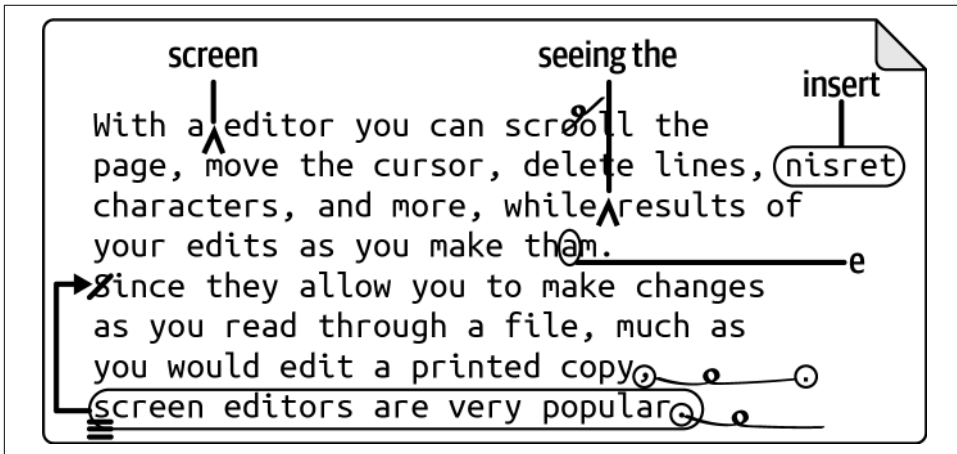 screen
seeing the
insert
With a editor you can scrooll the
page, move the cursor, delete lines, nisret
characters, and more, while results of
your edits as you make tham.
e
Since they allow you to make changes
as you read through a file, much as
you would edit a printed copy, .
screen editors are very popular.